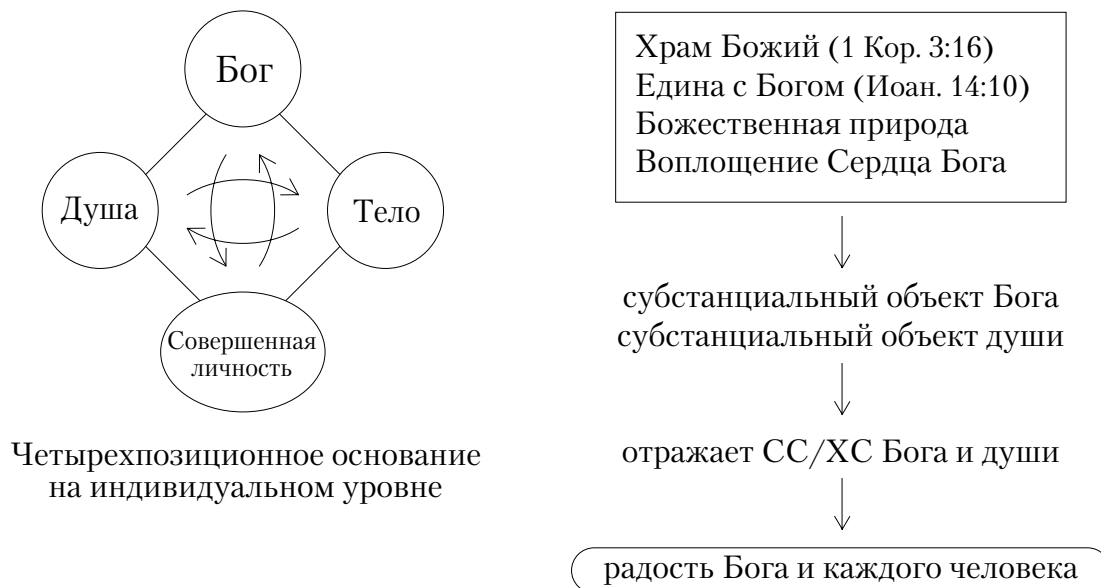 Бог
Душа
Тело
Совершенная
личность
Четырехпозиционное основание
на индивидуальном уровне
Храм Божий (1 Кор. 3:16)
Едина с Богом (Иоан. 14:10)
Божественная природа
Воплощение Сердца Бога
субстанциальный объект Бога
субстанциальный объект души
отражает СС/ХС Бога и души
радость Бога и каждого человека